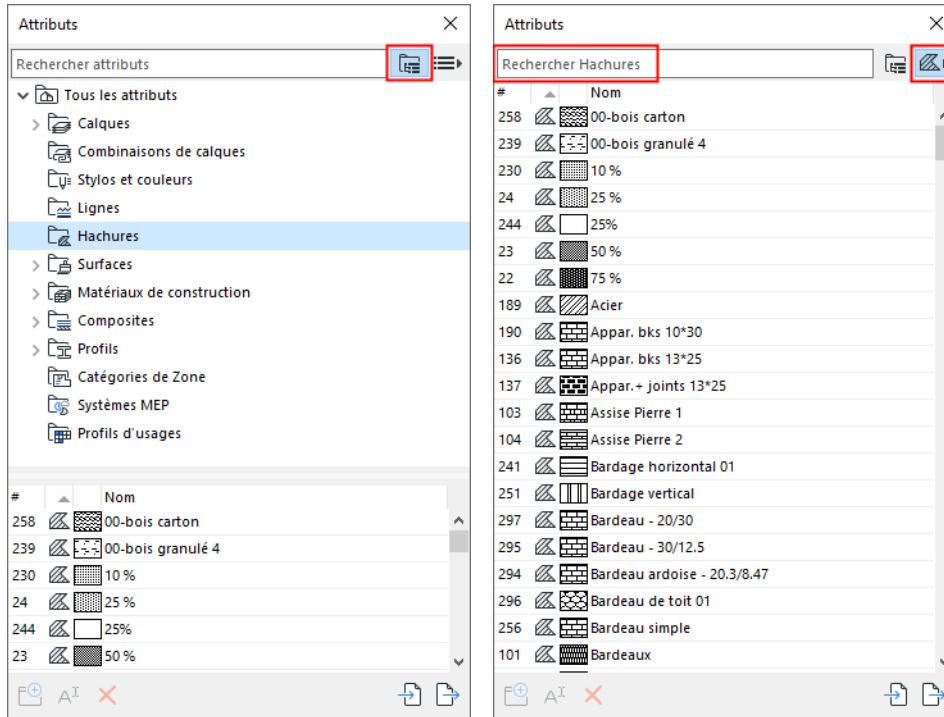 Attributs
Rechercher attributs
Tous les attributs
Calques
Combinaisons de calques
Stylos et couleurs
Lignes
Hachures
Surfaces
Matériaux de construction
Composites
Profils
Catégories de Zone
Systèmes MEP
Profils d'usages
# Nom
258 00-bois carton
239 00-bois granulé 4
230 10 %
24 25 %
244 25%
23 50 %
Attributs
Rechercher Hachures
# Nom
258 00-bois carton
239 00-bois granulé 4
230 10 %
24 25 %
244 25%
23 50 %
22 75 %
189 Acier
190 Appar. bks 10*30
136 Appar. bks 13*25
137 Appar.+ joints 13*25
103 Assise Pierre 1
104 Assise Pierre 2
241 Bardage horizontal 01
251 Bardage vertical
297 Bardeau - 20/30
295 Bardeau - 30/12.5
294 Bardeau ardoise - 20.3/8.47
296 Bardeau de toit 01
256 Bardeau simple
101 Bardeaux